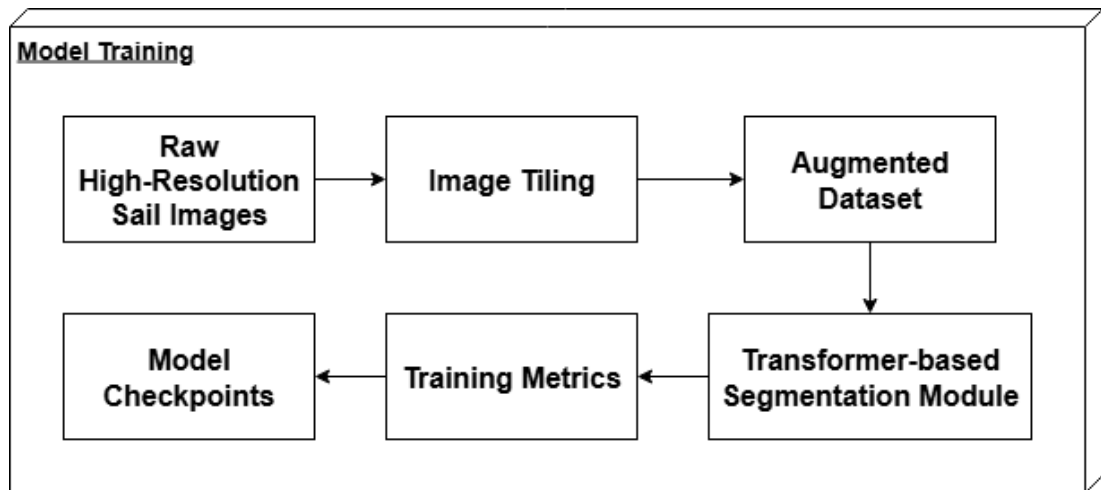 Model Training
Raw
High-Resolution
Sail Images
Image Tiling
Augmented
Dataset
Transformer-based
Segmentation Module
Training Metrics
Model
Checkpoints